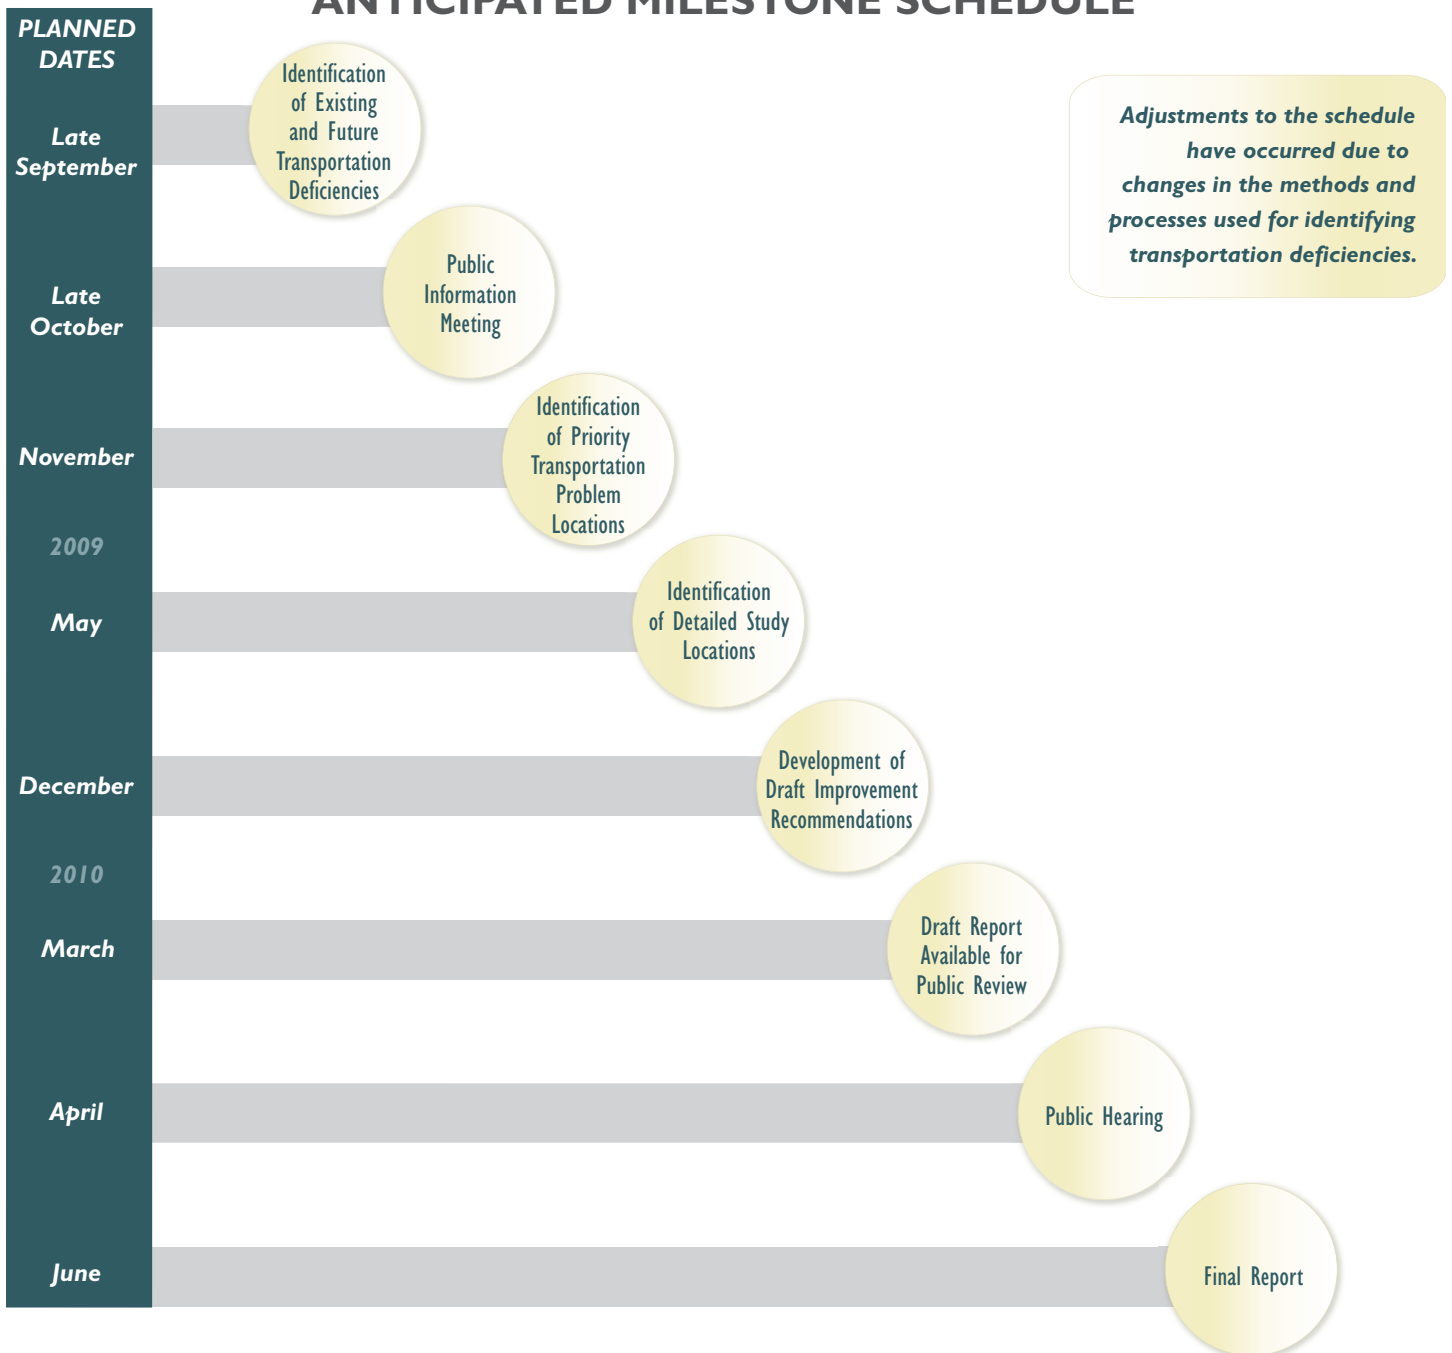 ANTICIPATED MILESTONE SCHEDULE
PLANNED
DATES
Late
September
Identification
of Existing
and Future
Transportation
Deficiencies
Adjustments to the schedule
have occurred due to
changes in the methods and
processes used for identifying
transportation deficiencies.
Late
October
Public
Information
Meeting
November
Identification
of Priority
Transportation
Problem
Locations
2009
May
Identification
of Detailed Study
Locations
December
Development of
Draft Improvement
Recommendations
2010
March
Draft Report
Available for
Public Review
April
Public Hearing
June
Final Report